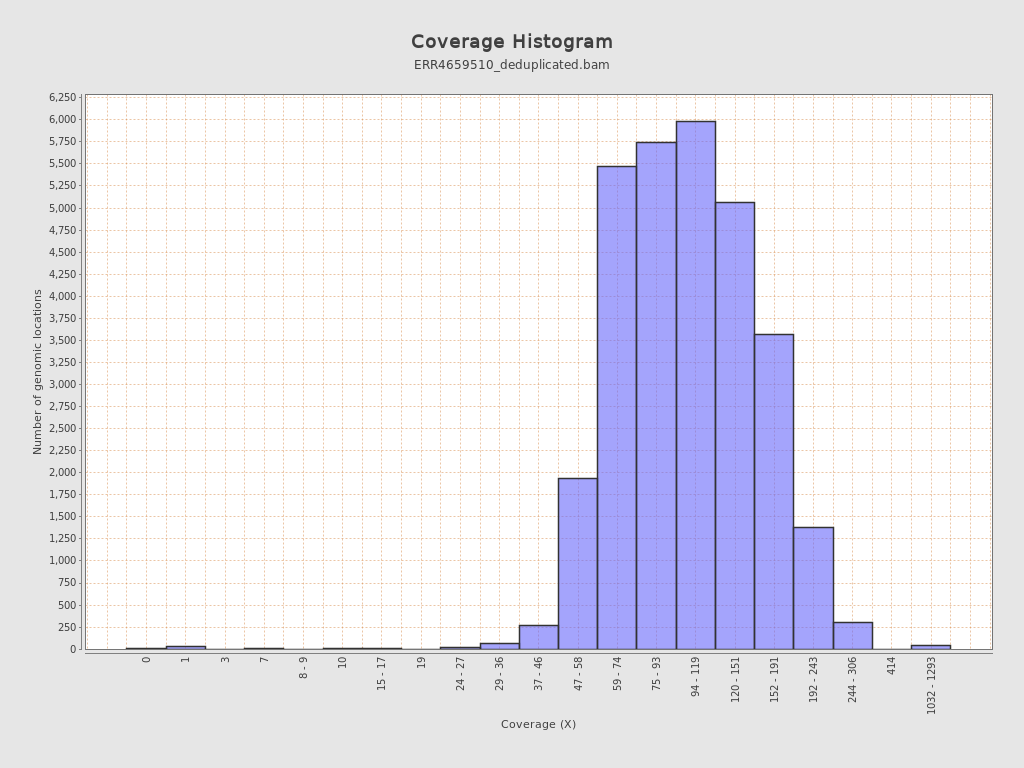 Coverage Histogram
ERR4659510_deduplicated.bam
6,250
6,000
5,750
5,500
5,250
5,000
4,750
4,500
4,250
4,000
3,750
3,500
3,250
3,000
2,750
2,500
2,250
2,000
1,750
1,500
1,250
1,000
750
500
250
0
Number of genomic locations
0
1
3
7
8 - 9
10
15 - 17
19
24 - 27
29 - 36
37 - 46
47 - 58
59 - 74
75 - 93
94 - 119
120 - 151
152 - 191
192 - 243
244 - 306
414
1032 - 1293
Coverage (X)